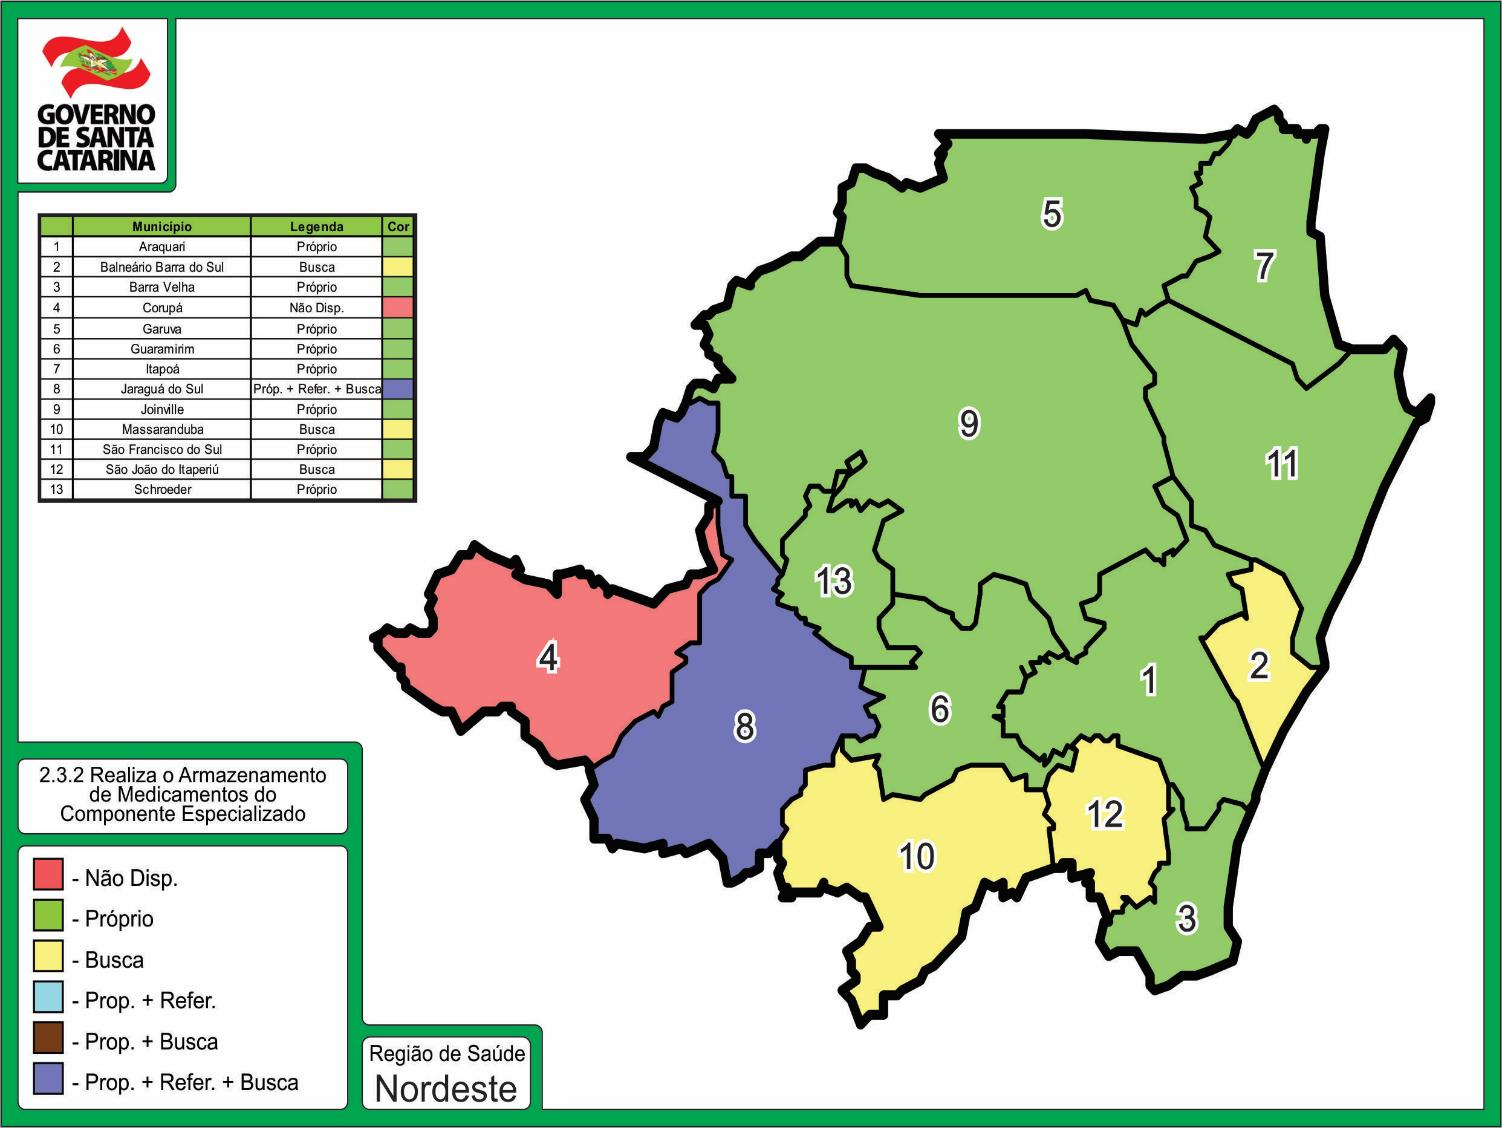 GOVERNO
DE SANTA
CATARINA
Município Legenda Cor
1 Araquari Próprio
2 Balneário Barra do Sul Busca
3 Barra Velha Próprio
4 Corupá Não Disp.
5 Garuva Próprio
6 Guaramirim Próprio
7 Itapoá Próprio
8 Jaraguá do Sul Próp. + Refer. + Busca
9 Joinville Próprio
10 Massaranduba Busca
11 São Francisco do Sul Próprio
12 São João do Itaperiú Busca
13 Schroeder Próprio
5
7
9
11
13
4
2
1
6
8
12
10
3
2.3.2 Realiza o Armazenamento
de Medicamentos do
Componente Especializado
- Não Disp.
- Próprio
- Busca
- Prop. + Refer.
- Prop. + Busca
- Prop. + Refer. + Busca
Região de Saúde
Nordeste